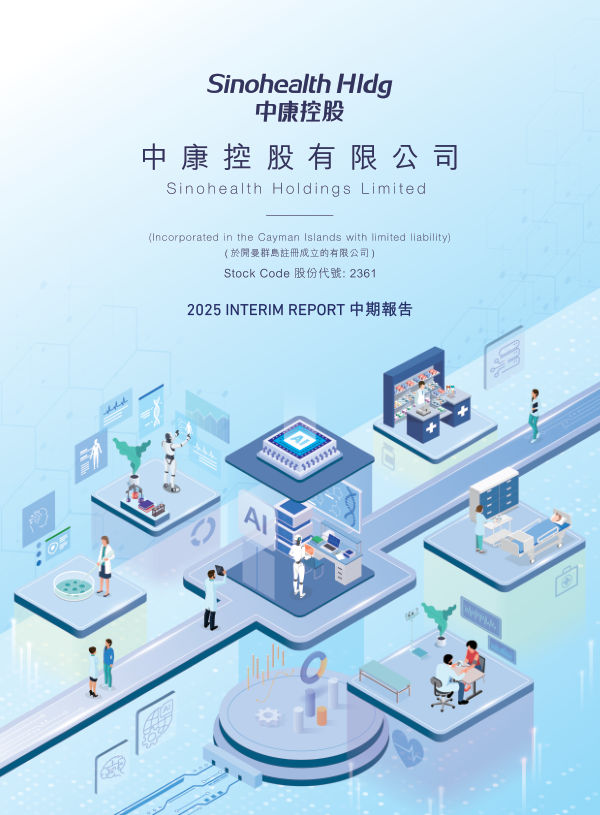 Sinohealth Hldg
中康控股
中康控股有限公司
Sinohealth Holdings Limited
(Incorporated in the Cayman Islands with limited liability)
(於開曼群島註冊成立的有限公司)
Stock Code 股份代號: 2361
2025 INTERIM REPORT 中期報告
AI
AI
AI